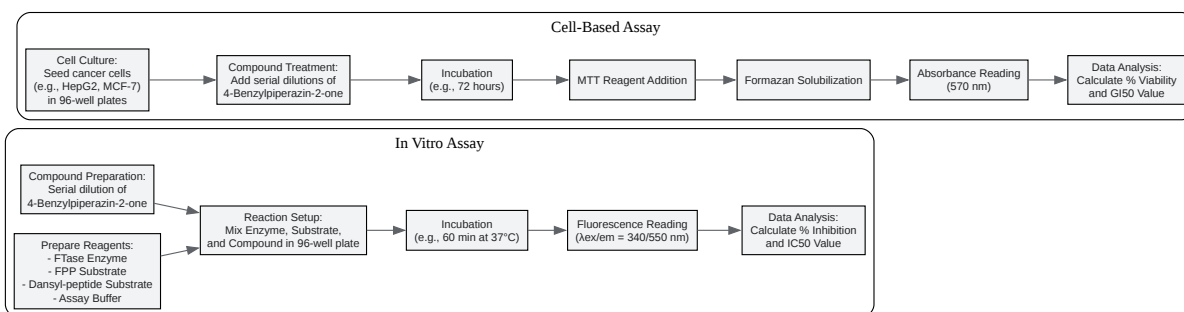 Cell-Based Assay
Cell Culture:
Seed cancer cells
(e.g., HepG2, MCF-7)
in 96-well plates
Compound Treatment:
Add serial dilutions of
4-Benzylpiperazin-2-one
Incubation
(e.g., 72 hours)
MTT Reagent Addition
Formazan Solubilization
Absorbance Reading
(570 nm)
Data Analysis:
Calculate % Viability
and GI50 Value
In Vitro Assay
Compound Preparation:
Serial dilution of
4-Benzylpiperazin-2-one
Prepare Reagents:
- FTase Enzyme
- FPP Substrate
- Dansyl-peptide Substrate
- Assay Buffer
Reaction Setup:
Mix Enzyme, Substrate,
and Compound in 96-well plate
Incubation
(e.g., 60 min at 37°C)
Fluorescence Reading
(λex/em = 340/550 nm)
Data Analysis:
Calculate % Inhibition
and IC50 Value